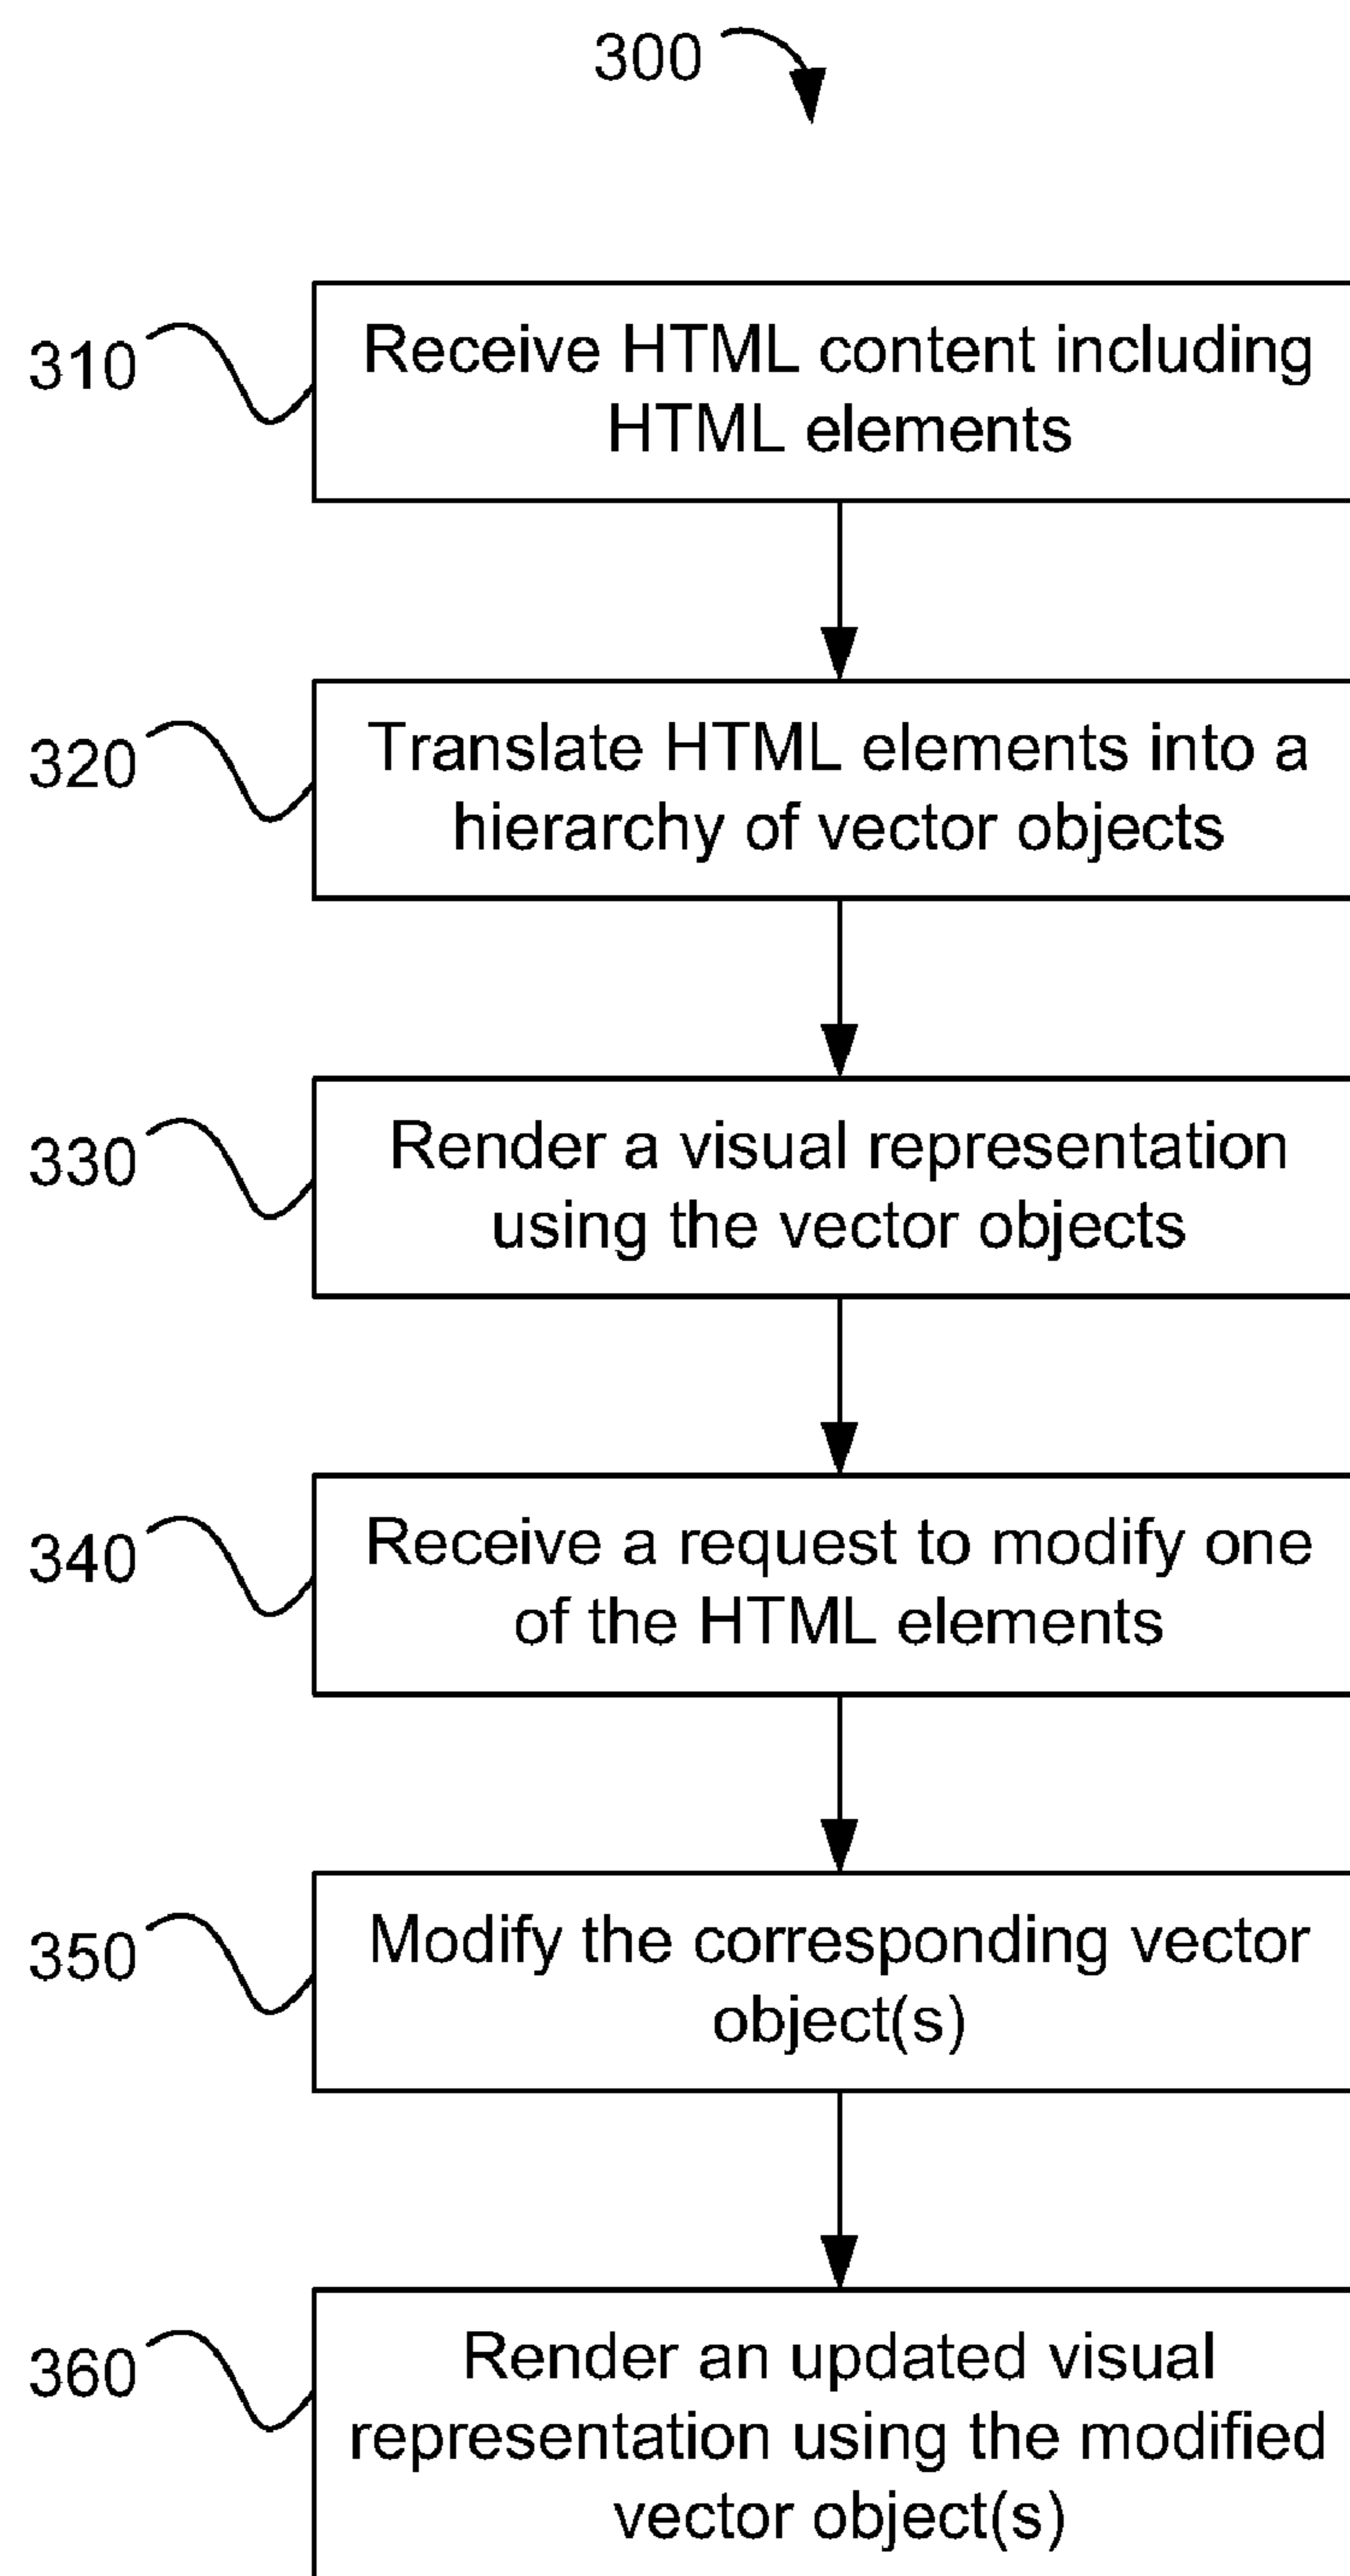 300
310
Receive HTML content including
HTML elements
320
Translate HTML elements into a
hierarchy of vector objects
330
Render a visual representation
using the vector objects
340
Receive a request to modify one
of the HTML elements
350
Modify the corresponding vector
object(s)
360
Render an updated visual
representation using the modified
vector object(s)